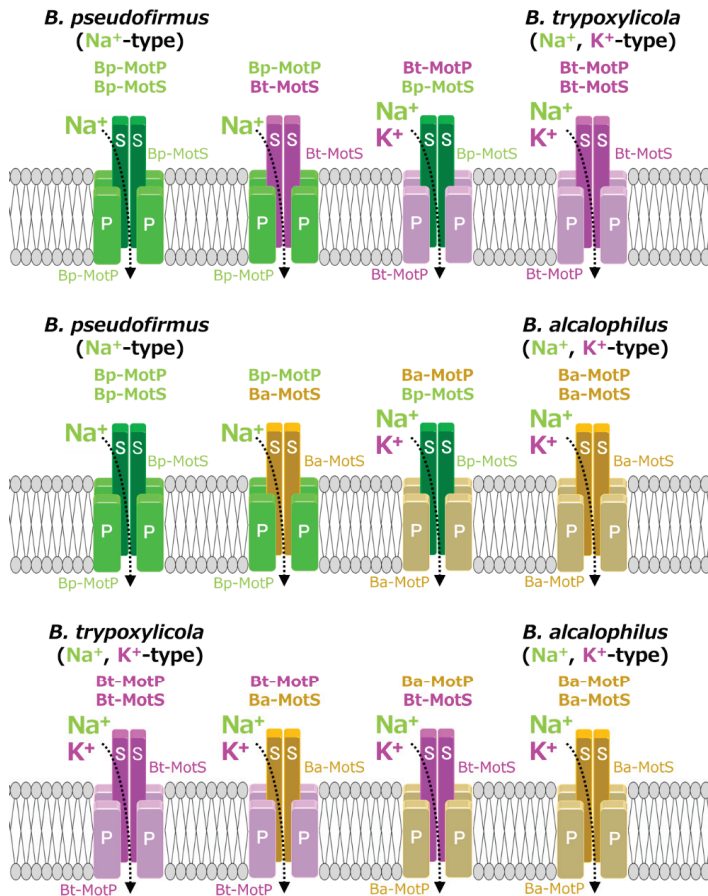 B. pseudofirmus
(Na⁺-type)
B. trypoxylicola
(Na⁺, K⁺-type)
Bp-MotP
Bp-MotS
Bp-MotP
Bt-MotS
Bt-MotP
Bp-MotS
Bt-MotP
Bt-MotS
Na⁺
S S
Bp-MotS
P P
Bp-MotP
Na⁺
S S
Bt-MotS
P P
Bp-MotP
Na⁺
K⁺
S S
Bp-MotS
P P
Bt-MotP
Na⁺
K⁺
S S
Bt-MotS
P P
Bt-MotP
B. pseudofirmus
(Na⁺-type)
B. alcalophilus
(Na⁺, K⁺-type)
Bp-MotP
Bp-MotS
Bp-MotP
Ba-MotS
Ba-MotP
Bp-MotS
Ba-MotP
Ba-MotS
Na⁺
S S
Bp-MotS
P P
Bp-MotP
Na⁺
S S
Ba-MotS
P P
Bp-MotP
Na⁺
K⁺
S S
Bp-MotS
P P
Ba-MotP
Na⁺
K⁺
S S
Ba-MotS
P P
Ba-MotP
B. trypoxylicola
(Na⁺, K⁺-type)
B. alcalophilus
(Na⁺, K⁺-type)
Bt-MotP
Bt-MotS
Bt-MotP
Ba-MotS
Ba-MotP
Bt-MotS
Ba-MotP
Ba-MotS
Na⁺
K⁺
S S
Bt-MotS
P P
Bt-MotP
Na⁺
K⁺
S S
Ba-MotS
P P
Bt-MotP
Na⁺
K⁺
S S
Bt-MotS
P P
Ba-MotP
Na⁺
K⁺
S S
Ba-MotS
P P
Ba-MotP